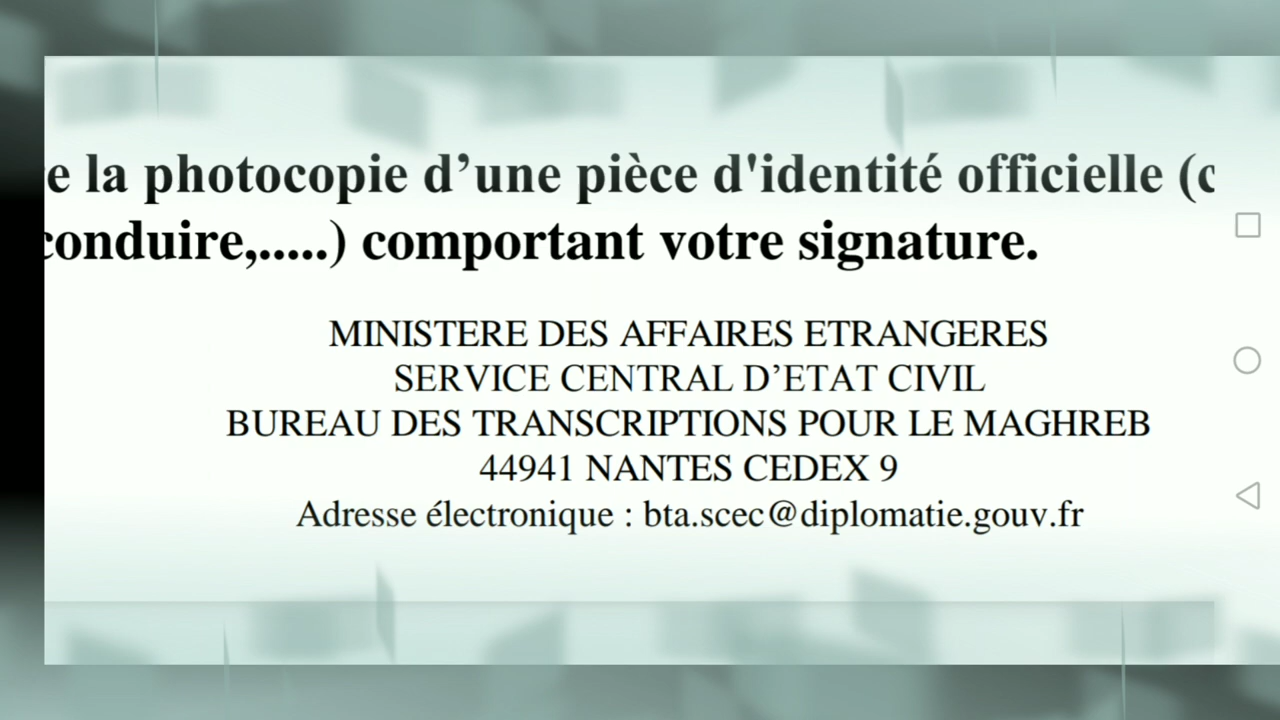 e la photocopie d’une pièce d'identité officielle (c
conduire,.....) comportant votre signature.
MINISTERE DES AFFAIRES ETRANGERES
SERVICE CENTRAL D’ETAT CIVIL
BUREAU DES TRANSCRIPTIONS POUR LE MAGHREB
44941 NANTES CEDEX 9
Adresse électronique : bta.scec@diplomatie.gouv.fr